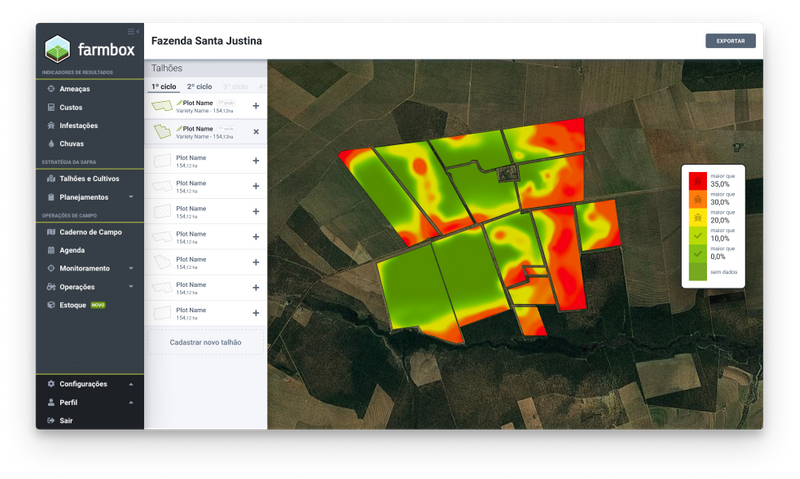 farmbox
INDICADORES DE RESULTADOS
Ameaças
Custos
Infestações
Chuvas
ESTRATÉGIA DA SAFRA
Talhões e Cultivos
Planejamentos
OPERAÇÕES DE CAMPO
Caderno de Campo
Agenda
Monitoramento
Operações
Estoque NOVO
Configurações
Perfil
Sair
Fazenda Santa Justina
EXPORTAR
Talhões
1º ciclo 2º ciclo 3º ciclo 4º
Plot Name 1º ciclo
Variety Name - 154,12ha
Plot Name 1º ciclo
Variety Name - 154,12ha
Plot Name
154,12 ha
Plot Name
154,12 ha
Plot Name
154,12 ha
Plot Name
154,12 ha
Plot Name
154,12 ha
Plot Name
154,12 ha
Plot Name
154,12 ha
Cadastrar novo talhão
maior que
35,0%
maior que
30,0%
maior que
20,0%
maior que
10,0%
maior que
0,0%
sem dados